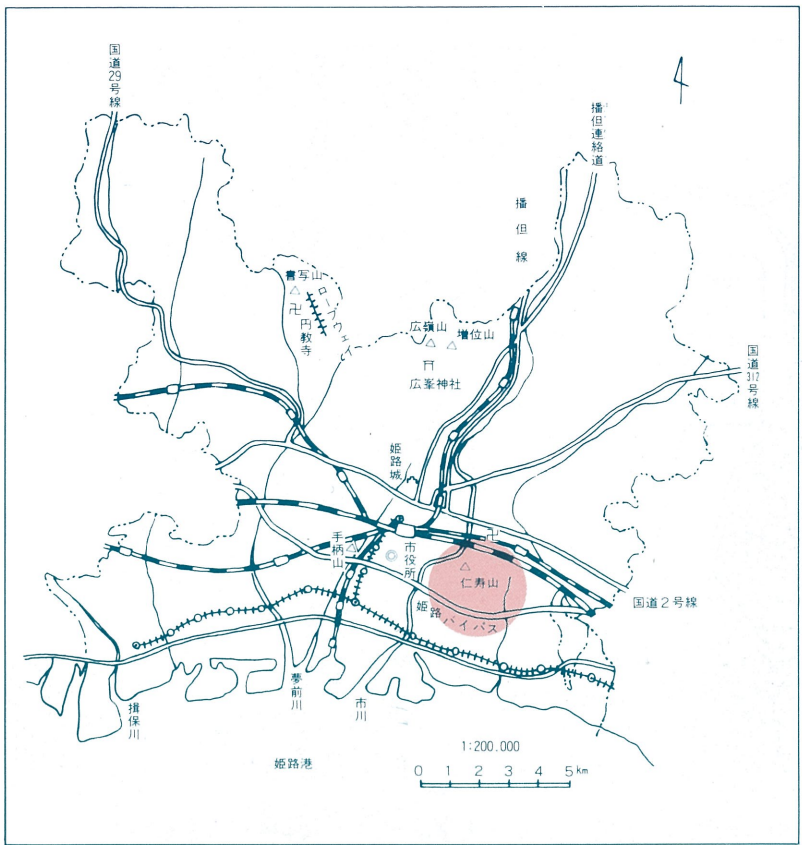 国道29号線
播但連絡道
播但線
書写山
卍
円教寺
ロープウェイ
広嶺山
増位山
広峯神社
国道312号線
姫路城
卍
手柄山
市役所
仁寿山
姫路バイパス
国道2号線
夢前川
市川
揖保川
姫路港
1:200.000
0 1 2 3 4 5 km